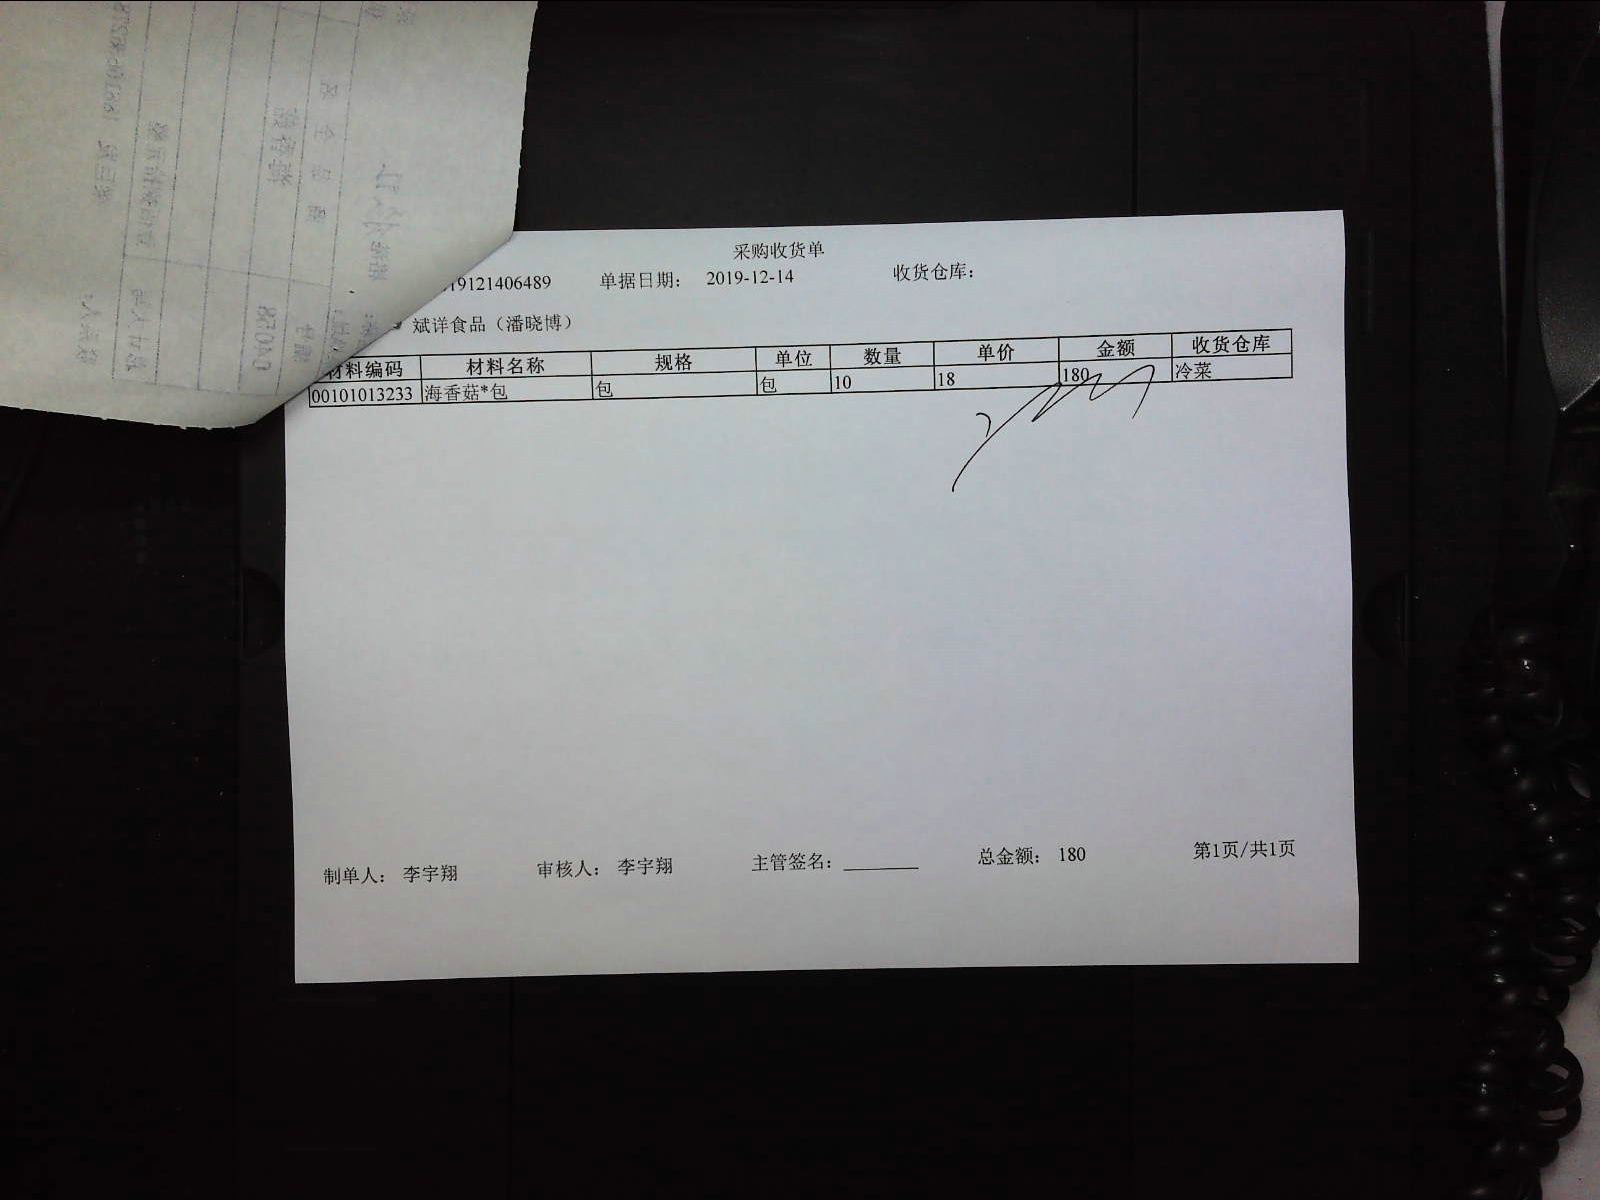 采购收货单
19121406489 单据日期: 2019-12-14 收货仓库:
斌洋食品（潘晓博）
材料编码 材料名称 规格 单位 数量 单价 金额 收货仓库
00101013233 海香菇*包 包 包 10 18 180 冷菜
制单人: 李宇翔 审核人: 李宇翔 主管签名: 总金额: 180 第1页/共1页